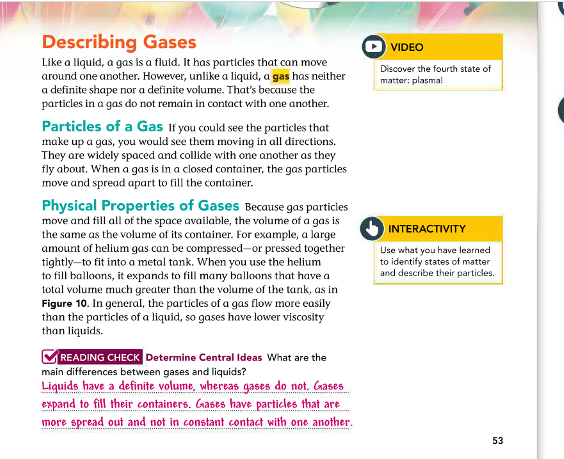 Describing Gases
Like a liquid, a gas is a fluid. It has particles that can move
around one another. However, unlike a liquid, a gas has neither
a definite shape nor a definite volume. That's because the
particles in a gas do not remain in contact with one another.
Particles of a Gas If you could see the particles that
make up a gas, you would see them moving in all directions.
They are widely spaced and collide with one another as they
fly about. When a gas is in a closed container, the gas particles
move and spread apart to fill the container.
Physical Properties of Gases Because gas particles
move and fill all of the space available, the volume of a gas is
the same as the volume of its container. For example, a large
amount of helium gas can be compressed—or pressed together
tightly—to fit into a metal tank. When you use the helium
to fill balloons, it expands to fill many balloons that have a
total volume much greater than the volume of the tank, as in
Figure 10. In general, the particles of a gas flow more easily
than the particles of a liquid, so gases have lower viscosity
than liquids.
READING CHECK Determine Central Ideas What are the
main differences between gases and liquids?
Liquids have a definite volume, whereas gases do not. Gases
expand to fill their containers. Gases have particles that are
more spread out and not in constant contact with one another.
VIDEO
Discover the fourth state of
matter: plasma!
INTERACTIVITY
Use what you have learned
to identify states of matter
and describe their particles.
53